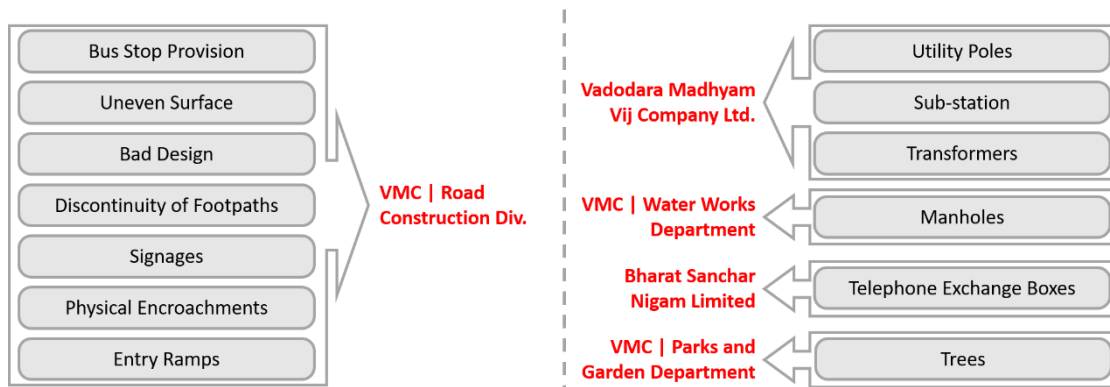 Bus Stop Provision
Uneven Surface
Bad Design
Discontinuity of Footpaths
Signages
Physical Encroachments
Entry Ramps
VMC | Road
Construction Div.
Vadodara Madhyam
Vij Company Ltd.
Utility Poles
Sub-station
Transformers
VMC | Water Works
Department
Manholes
Bharat Sanchar
Nigam Limited
Telephone Exchange Boxes
VMC | Parks and
Garden Department
Trees